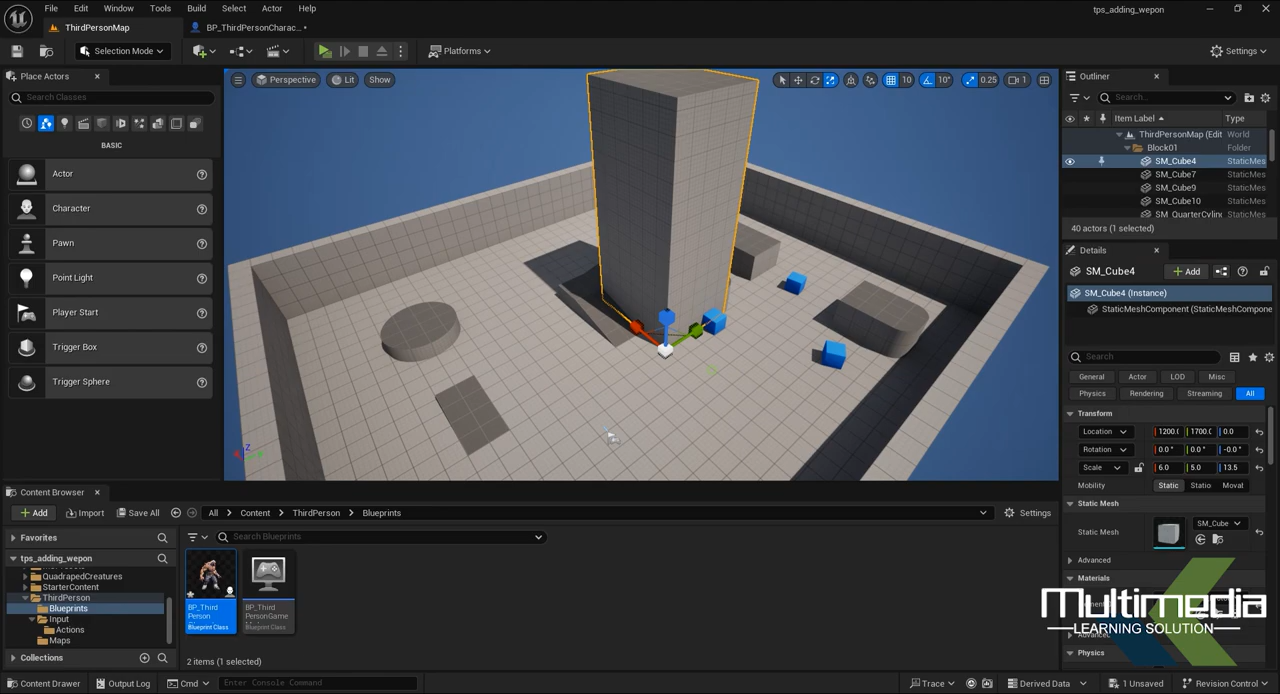 File Edit Window Tools Build Select Actor Help
tps_adding_wepon
ThirdPersonMap
BP_ThirdPersonCharac...
Selection Mode
Platforms
Settings
Place Actors
Search Classes
BASIC
Actor
Character
Pawn
Point Light
Player Start
Trigger Box
Trigger Sphere
Perspective
Lit
Show
10
10°
0.25
1
Z
Outliner
Search...
Item Label
Type
ThirdPersonMap (Edit World
Block01 Folder
SM_Cube4 StaticMes
SM_Cube7 StaticMes
SM_Cube9 StaticMes
SM_Cube10 StaticMes
SM_QuarterCylin StaticMes
40 actors (1 selected)
Details
SM_Cube4
Add
SM_Cube4 (Instance)
StaticMeshComponent (StaticMeshCompone
Search
General Actor LOD Misc
Physics Rendering Streaming All
Transform
Location 1200.( 1700.( 0.0
Rotation 0.0 ° 0.0 ° -0.0 °
Scale 6.0 5.0 13.5
Mobility Static Statio Moval
Static Mesh
Static Mesh SM_Cube
Advanced
Materials
Physics
Multimedia
LEARNING SOLUTION
Content Browser
Add Import Save All All Content ThirdPerson Blueprints Settings
Favorites
tps_adding_wepon
QuadrapedCreatures
StarterContent
ThirdPerson
Blueprints
Input
Actions
Maps
Collections
Search Blueprints
BP_Third
Person
Blueprint Class
BP_Third
PersonGame
Blueprint Class
2 items (1 selected)
Content Drawer Output Log Cmd Enter Console Command Trace Derived Data 1 Unsaved Revision Control